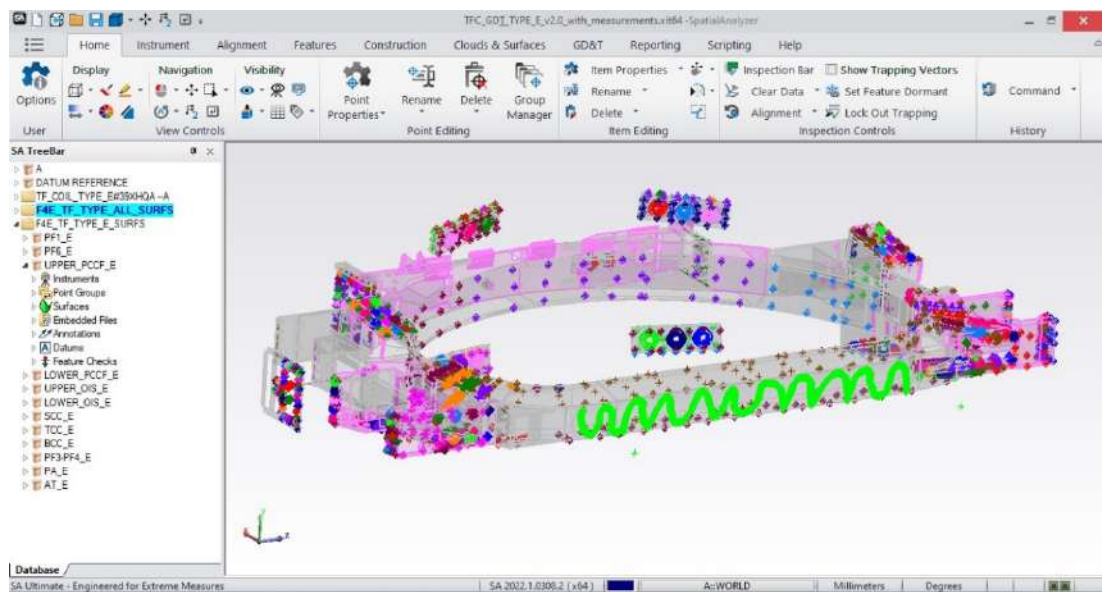 TFC_GDT_TYPE_E_v2.0_with_measurements.xit64 - SpatialAnalyzer
Home Instrument Alignment Features Construction Clouds & Surfaces GD&T Reporting Scripting Help
Display Navigation Visibility
Options
Point Properties
Rename
Delete
Group Manager
Item Properties
Rename
Delete
Inspection Bar Show Trapping Vectors
Clear Data Set Feature Dormant
Alignment Lock Out Trapping
Command
User View Controls Point Editing Item Editing Inspection Controls History
SA TreeBar
A
DATUM REFERENCE
F4E_TF_TYPE_ALL_SURFS
F4E_TF_TYPE_E_SURFS
PF1_E
PF6_E
UPPER_PCCF_E
Instruments
Point Groups
Surfaces
Embedded Files
Annotations
Datums
Feature Checks
LOWER_PCCF_E
UPPER_OIS_E
LOWER_OIS_E
SCC_E
TCC_E
BCC_E
PF3-PF4_E
PA_E
AT_E
Database
SA Ultimate - Engineered for Extreme Measures SA 2022.1.0308.2 (x64) A::WORLD Millimeters Degrees